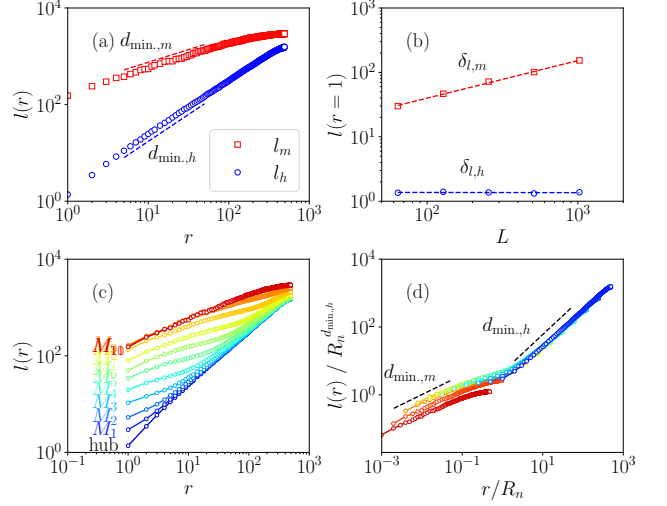 (a) d_min.,m
d_min.,h
l_m
l_h
l(r)
10^4
10^2
10^0
10^0 10^1 10^2 10^3
r
(b)
δ_l,m
δ_l,h
l(r = 1)
10^3
10^2
10^1
10^0
10^2 10^3
L
(c)
l(r)
10^4
10^2
10^0
M_3
M_2
M_1
hub
10^-1 10^0 10^1 10^2 10^3
r
(d)
d_min.,h
d_min.,m
l(r) / R_n^d_min.,h
10^4
10^2
10^0
10^-3 10^-1 10^1 10^3
r/R_n